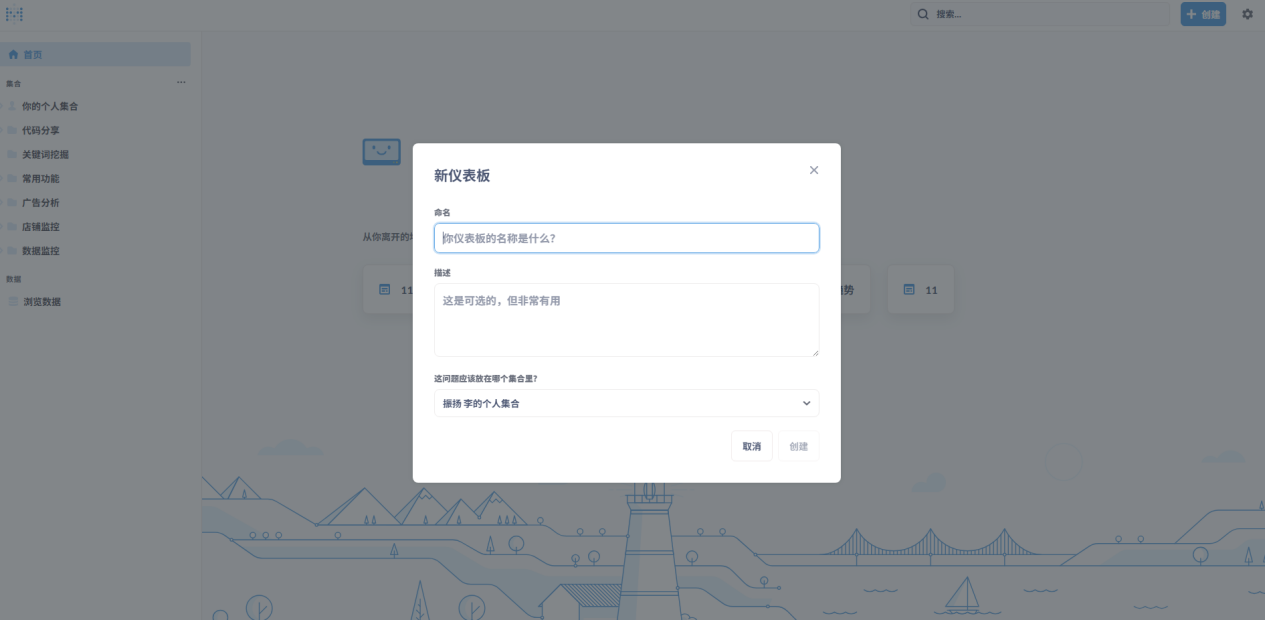 搜索...
创建
首页
集合
...
你的个人集合
代码分享
关键词挖掘
常用功能
广告分析
店铺监控
数据监控
数据
浏览数据
从你离开的
11
趋势
11
新仪表板
命名
你仪表板的名称是什么?
描述
这是可选的，但非常有用
这问题应该放在哪个集合里?
振扬 李的个人集合
取消
创建